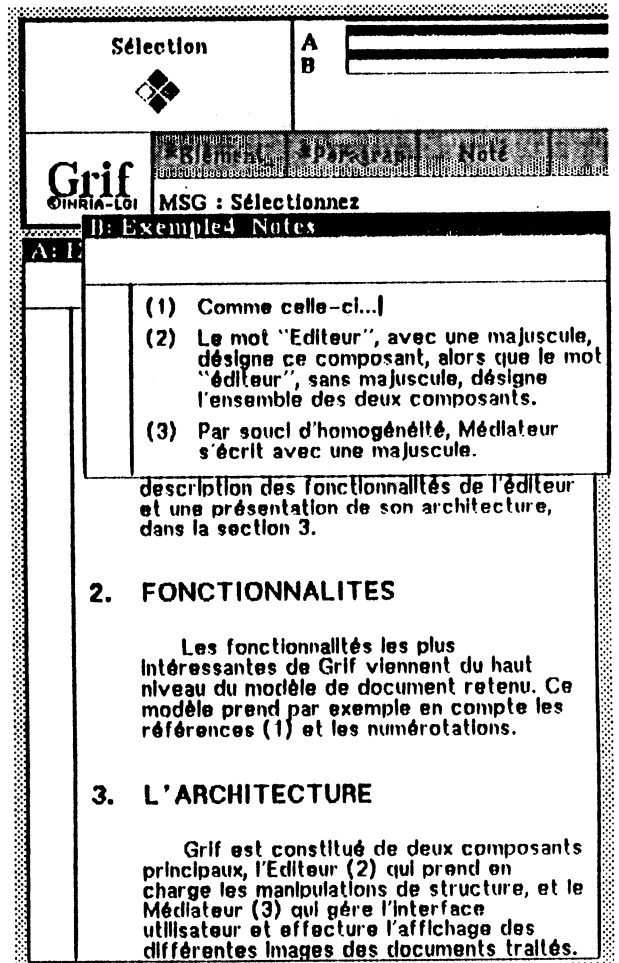 Sélection
A
B
*Elément *Paragrap Note
Grif
©INRIA-LGI
MSG : Sélectionnez
B: Exemple4 Notes
A: E
(1) Comme celle-ci...
(2) Le mot "Editeur", avec une majuscule,
désigne ce composant, alors que le mot
"éditeur", sans majuscule, désigne
l'ensemble des deux composants.
(3) Par souci d'homogénéité, Médiateur
s'écrit avec une majuscule.
description des fonctionnalités de l'éditeur
et une présentation de son architecture,
dans la section 3.
2. FONCTIONNALITES
Les fonctionnalités les plus
intéressantes de Grif viennent du haut
niveau du modèle de document retenu. Ce
modèle prend par exemple en compte les
références (1) et les numérotations.
3. L'ARCHITECTURE
Grif est constitué de deux composants
principaux, l'Editeur (2) qui prend en
charge les manipulations de structure, et le
Médiateur (3) qui gére l'interface
utilisateur et effecture l'affichage des
différentes images des documents traités.